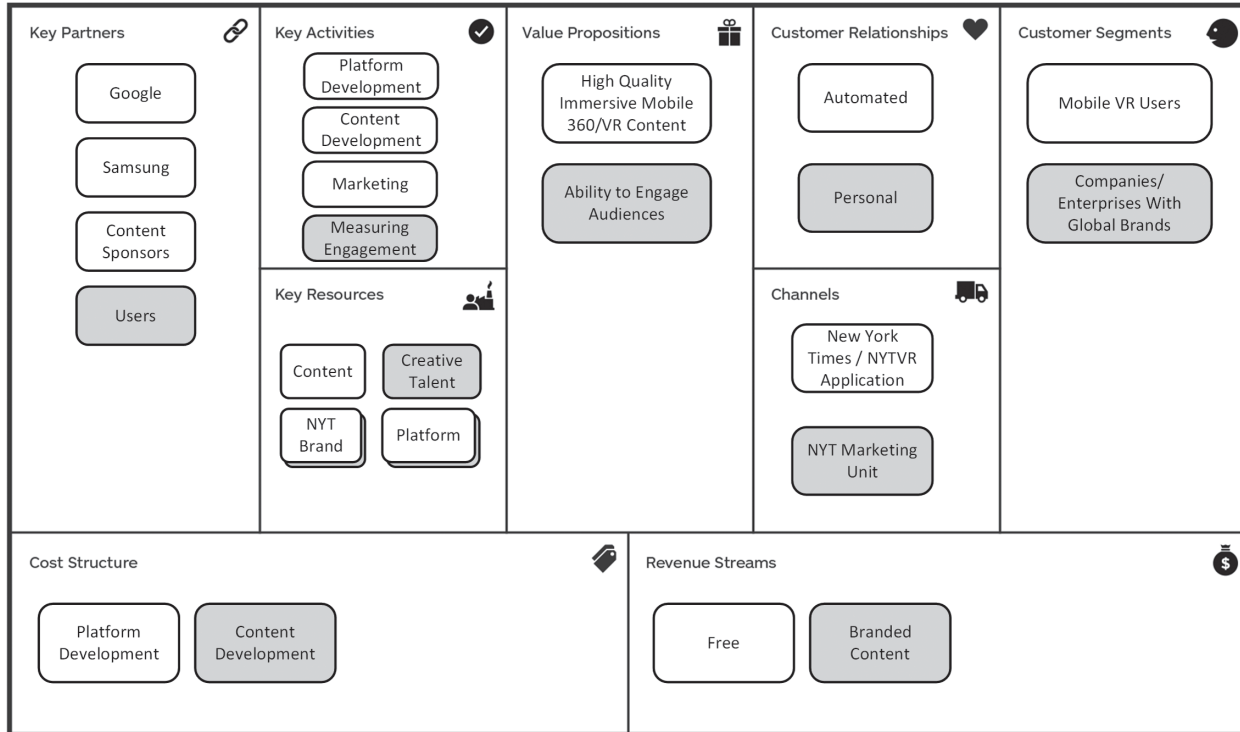 Key Partners
Google
Samsung
Content
Sponsors
Users
Key Activities
Platform
Development
Content
Development
Marketing
Measuring
Engagement
Key Resources
Content
Creative
Talent
NYT
Brand
Platform
Value Propositions
High Quality
Immersive Mobile
360/VR Content
Ability to Engage
Audiences
Customer Relationships
Automated
Personal
Channels
New York
Times / NYTVR
Application
NYT Marketing
Unit
Customer Segments
Mobile VR Users
Companies/
Enterprises With
Global Brands
Cost Structure
Platform
Development
Content
Development
Revenue Streams
$
Free
Branded
Content